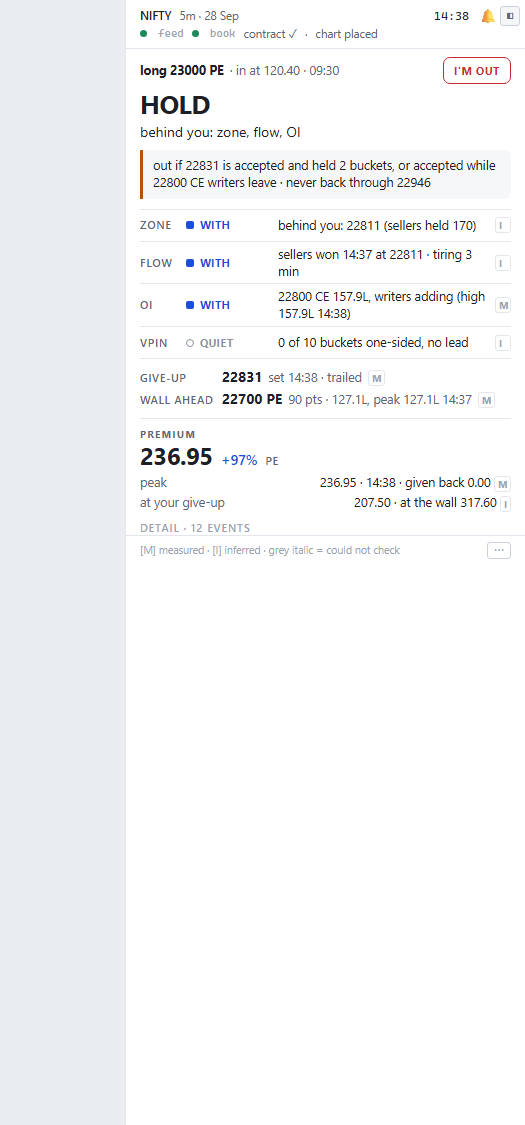 NIFTY 5m · 28 Sep 14:38
feed book contract ✓ · chart placed
long 23000 PE · in at 120.40 · 09:30 I'M OUT
HOLD
behind you: zone, flow, OI
out if 22831 is accepted and held 2 buckets, or accepted while
22800 CE writers leave · never back through 22946
ZONE WITH behind you: 22811 (sellers held 170) I
FLOW WITH sellers won 14:37 at 22811 · tiring 3
min I
OI WITH 22800 CE 157.9L, writers adding (high
157.9L 14:38) M
VPIN QUIET 0 of 10 buckets one-sided, no lead I
GIVE-UP 22831 set 14:38 · trailed M
WALL AHEAD 22700 PE 90 pts · 127.1L, peak 127.1L 14:37 M
PREMIUM
236.95 +97% PE
peak 236.95 · 14:38 · given back 0.00 M
at your give-up 207.50 · at the wall 317.60 I
DETAIL · 12 EVENTS
[M] measured · [I] inferred · grey italic = could not check ···